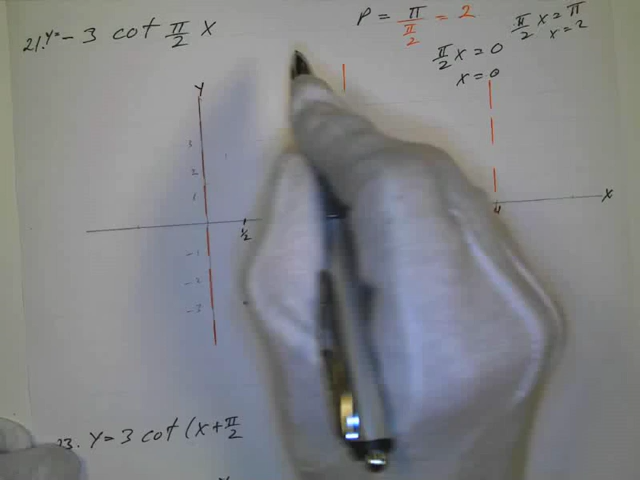 21. y = -3 cot π/2 x
P = π / π/2 = 2
π/2 x = π
x = 2
π/2 x = 0
x = 0
Y
3
2
1
X
4
1/2
-1
-2
-3
23. Y = 3 cot (x + π/2